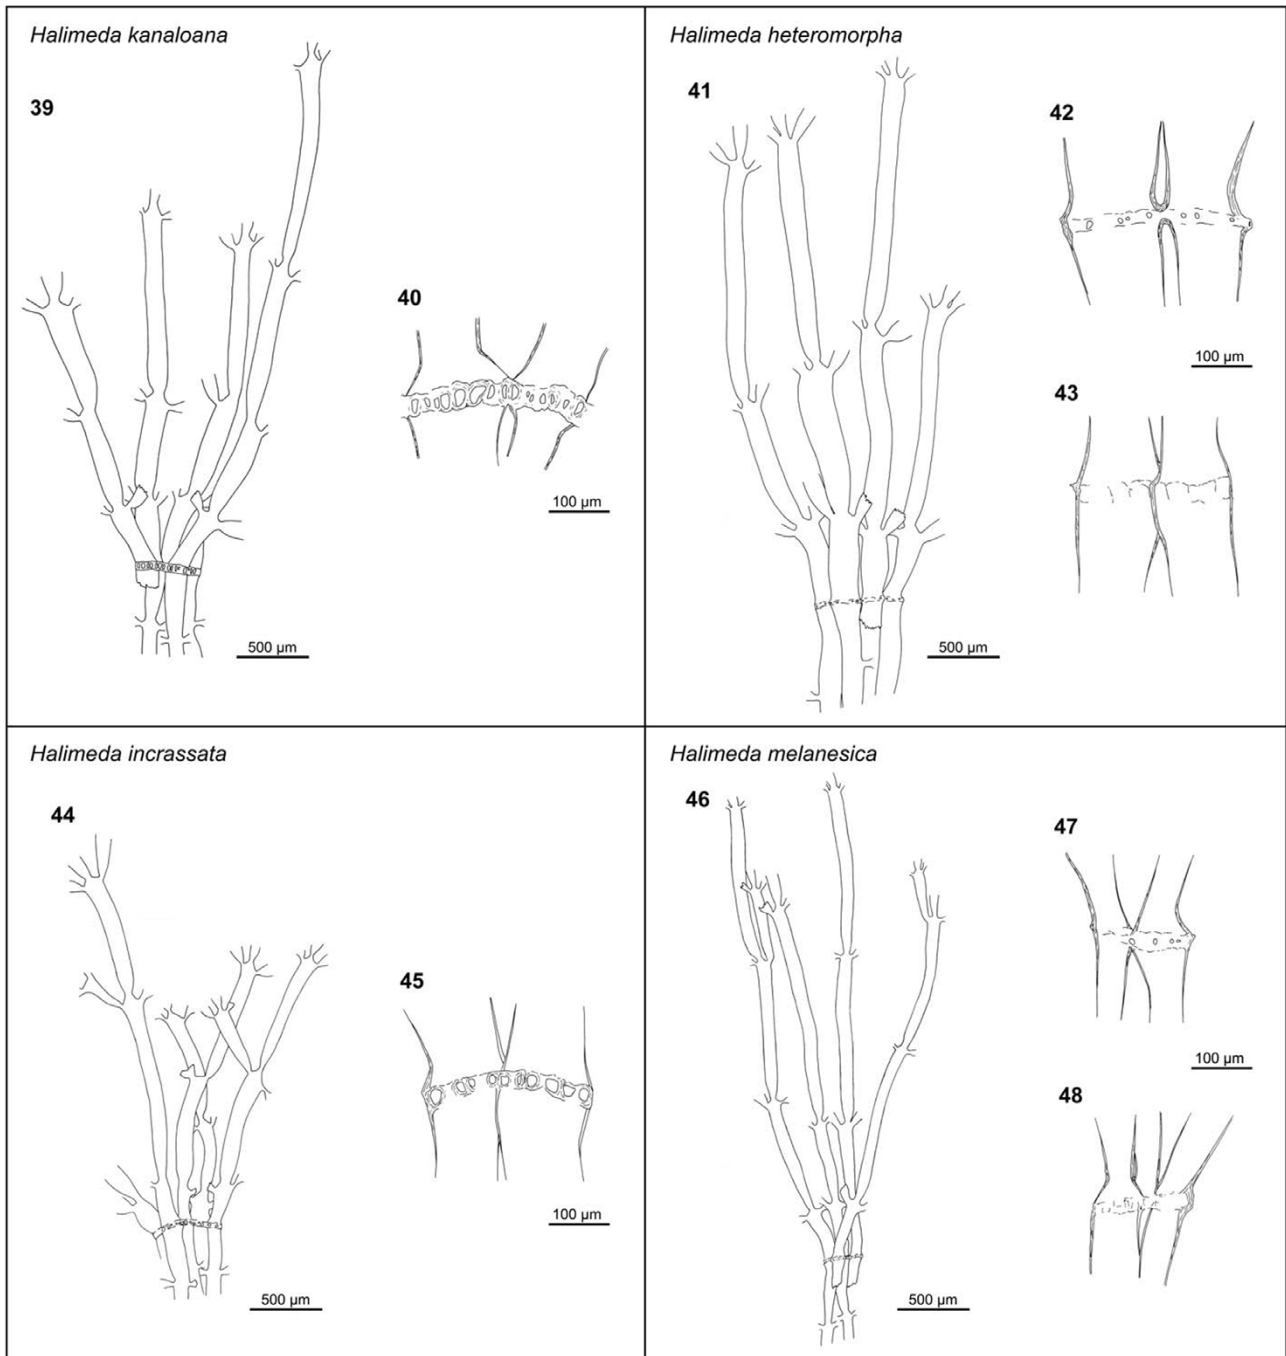 Halimeda kanaloana
39
40
100 µm
500 µm
Halimeda heteromorpha
41
42
100 µm
43
500 µm
Halimeda incrassata
44
45
100 µm
500 µm
Halimeda melanesica
46
47
100 µm
48
500 µm